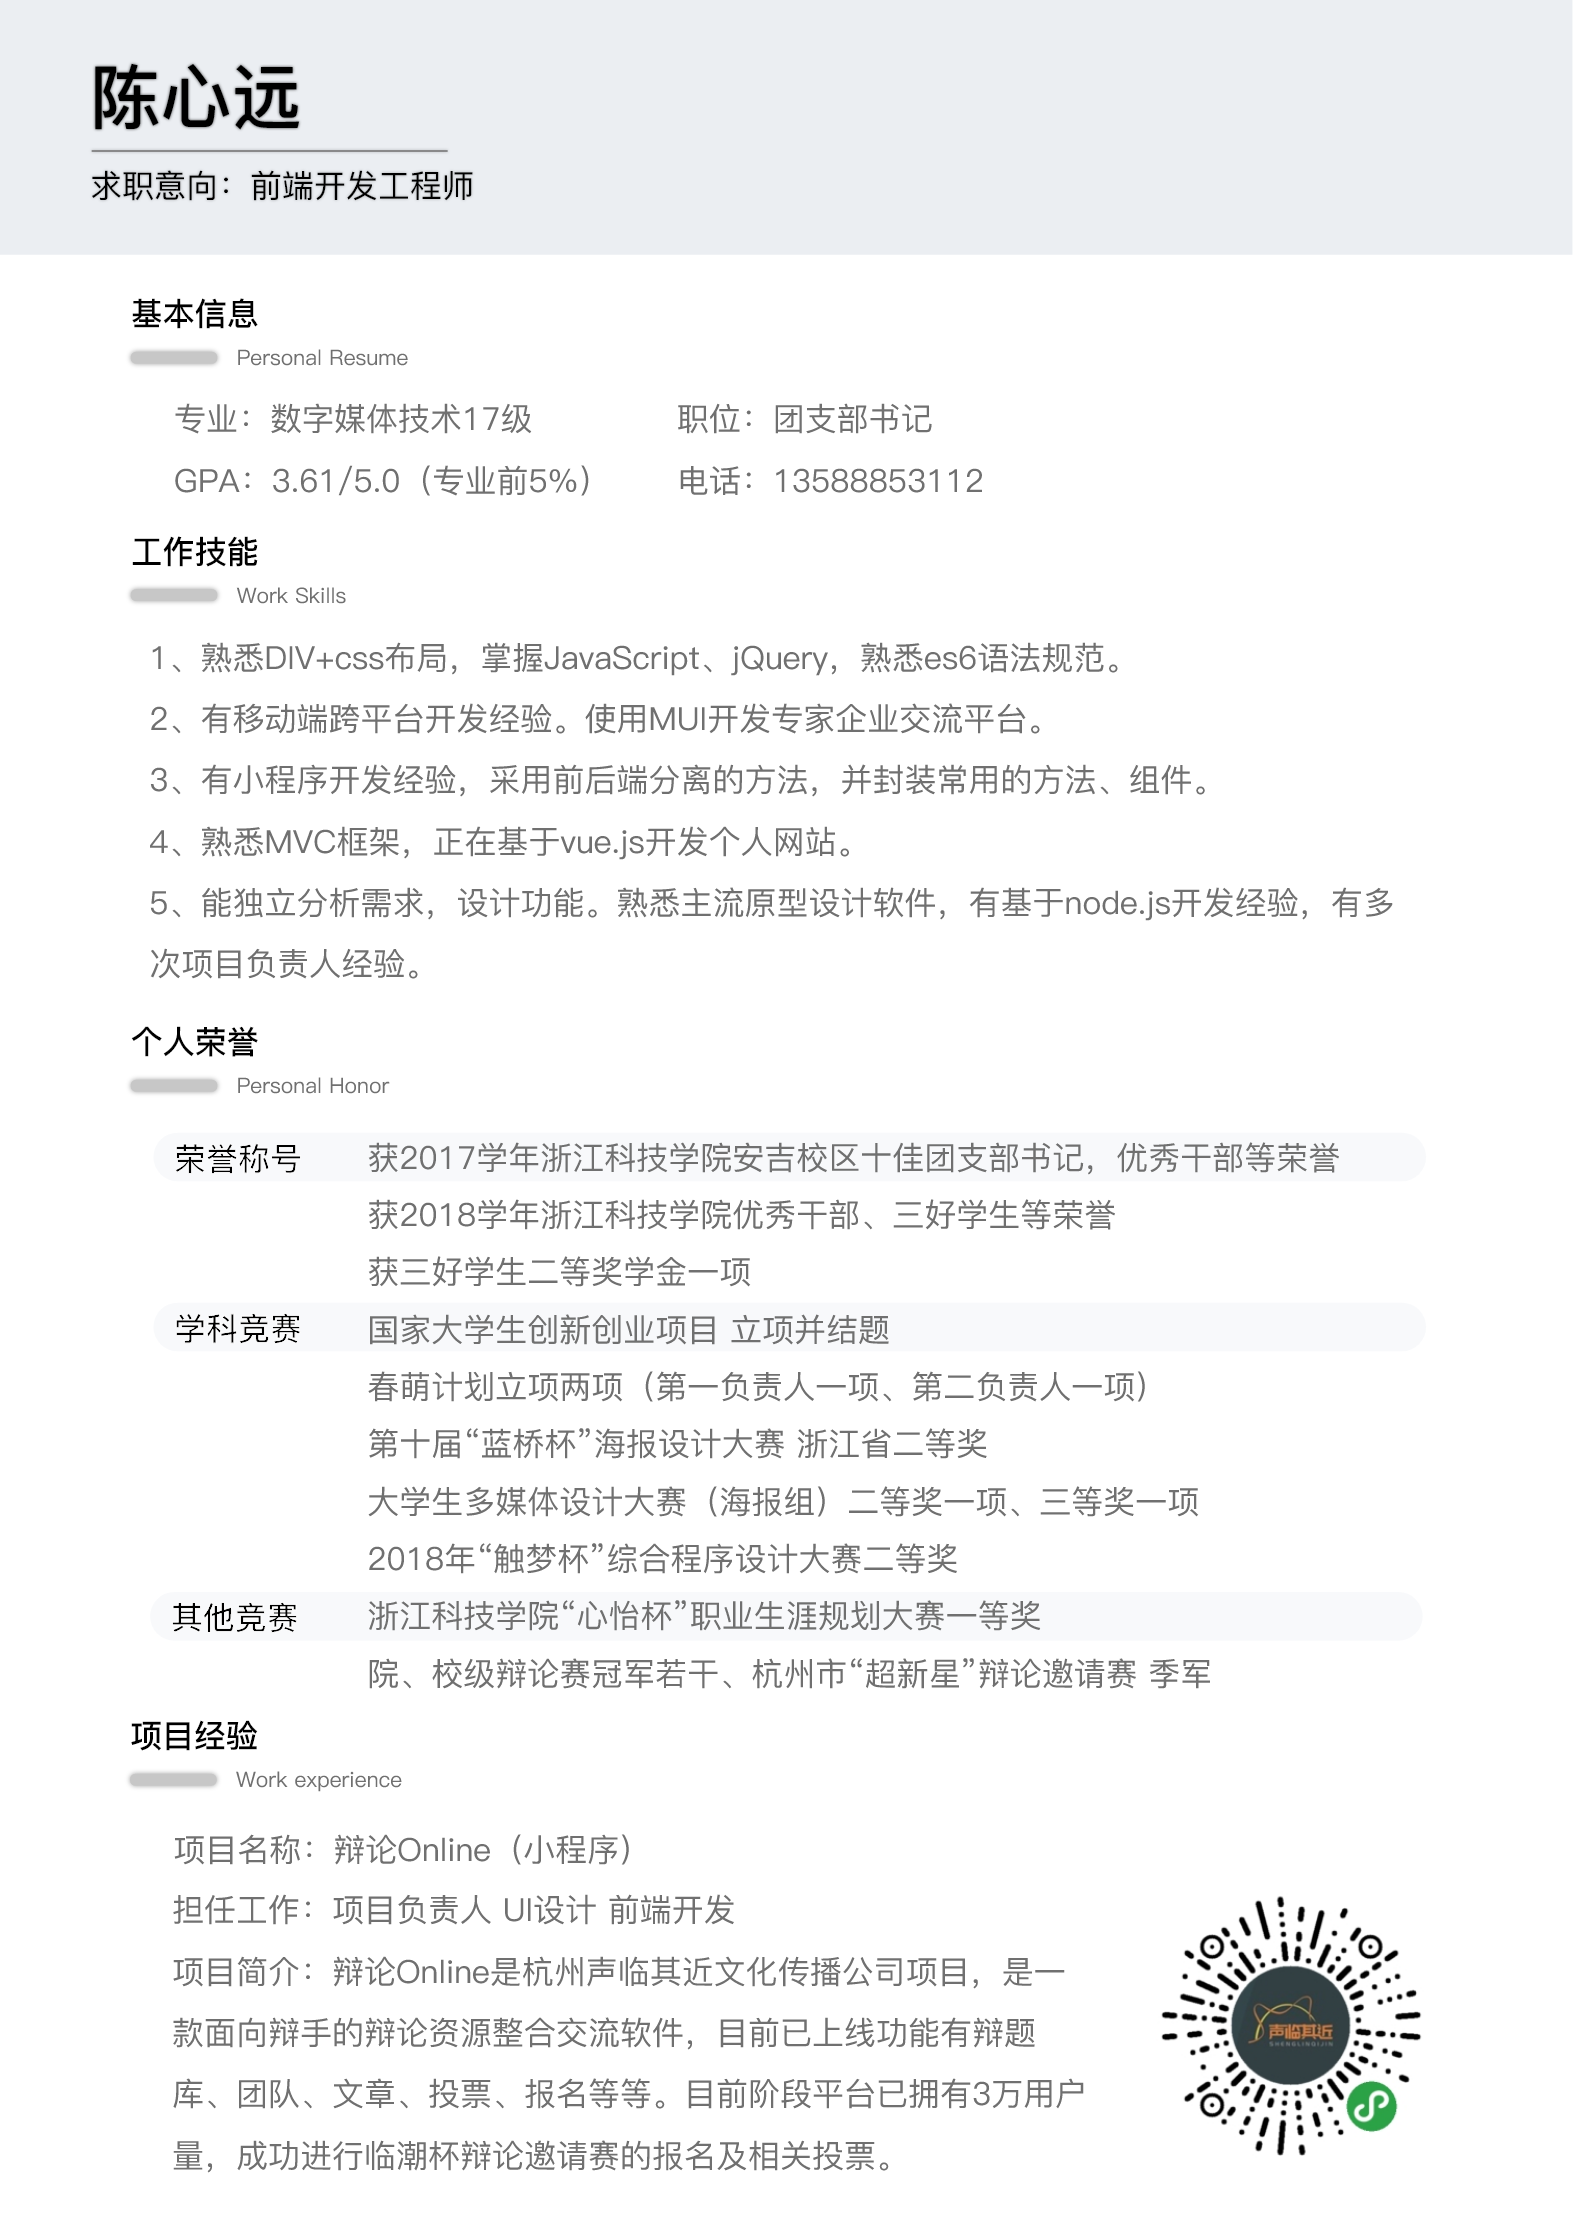 陈心远
求职意向：前端开发工程师
基本信息
Personal Resume
专业：数字媒体技术17级
职位：团支部书记
GPA：3.61/5.0（专业前5%）
电话：13588853112
工作技能
Work Skills
1、熟悉DIV+css布局，掌握JavaScript、jQuery，熟悉es6语法规范。
2、有移动端跨平台开发经验。使用MUI开发专家企业交流平台。
3、有小程序开发经验，采用前后端分离的方法，并封装常用的方法、组件。
4、熟悉MVC框架，正在基于vue.js开发个人网站。
5、能独立分析需求，设计功能。熟悉主流原型设计软件，有基于node.js开发经验，有多
次项目负责人经验。
个人荣誉
Personal Honor
荣誉称号 获2017学年浙江科技学院安吉校区十佳团支部书记，优秀干部等荣誉
获2018学年浙江科技学院优秀干部、三好学生等荣誉
获三好学生二等奖学金一项
学科竞赛 国家大学生创新创业项目 立项并结题
春萌计划立项两项（第一负责人一项、第二负责人一项）
第十届“蓝桥杯”海报设计大赛 浙江省二等奖
大学生多媒体设计大赛（海报组）二等奖一项、三等奖一项
2018年“触梦杯”综合程序设计大赛二等奖
其他竞赛 浙江科技学院“心怡杯”职业生涯规划大赛一等奖
院、校级辩论赛冠军若干、杭州市“超新星”辩论邀请赛 季军
项目经验
Work experience
项目名称：辩论Online（小程序）
担任工作：项目负责人 UI设计 前端开发
项目简介：辩论Online是杭州声临其近文化传播公司项目，是一
款面向辩手的辩论资源整合交流软件，目前已上线功能有辩题
库、团队、文章、投票、报名等等。目前阶段平台已拥有3万用户
量，成功进行临潮杯辩论邀请赛的报名及相关投票。
声临其近
SHENGLINQIJIN